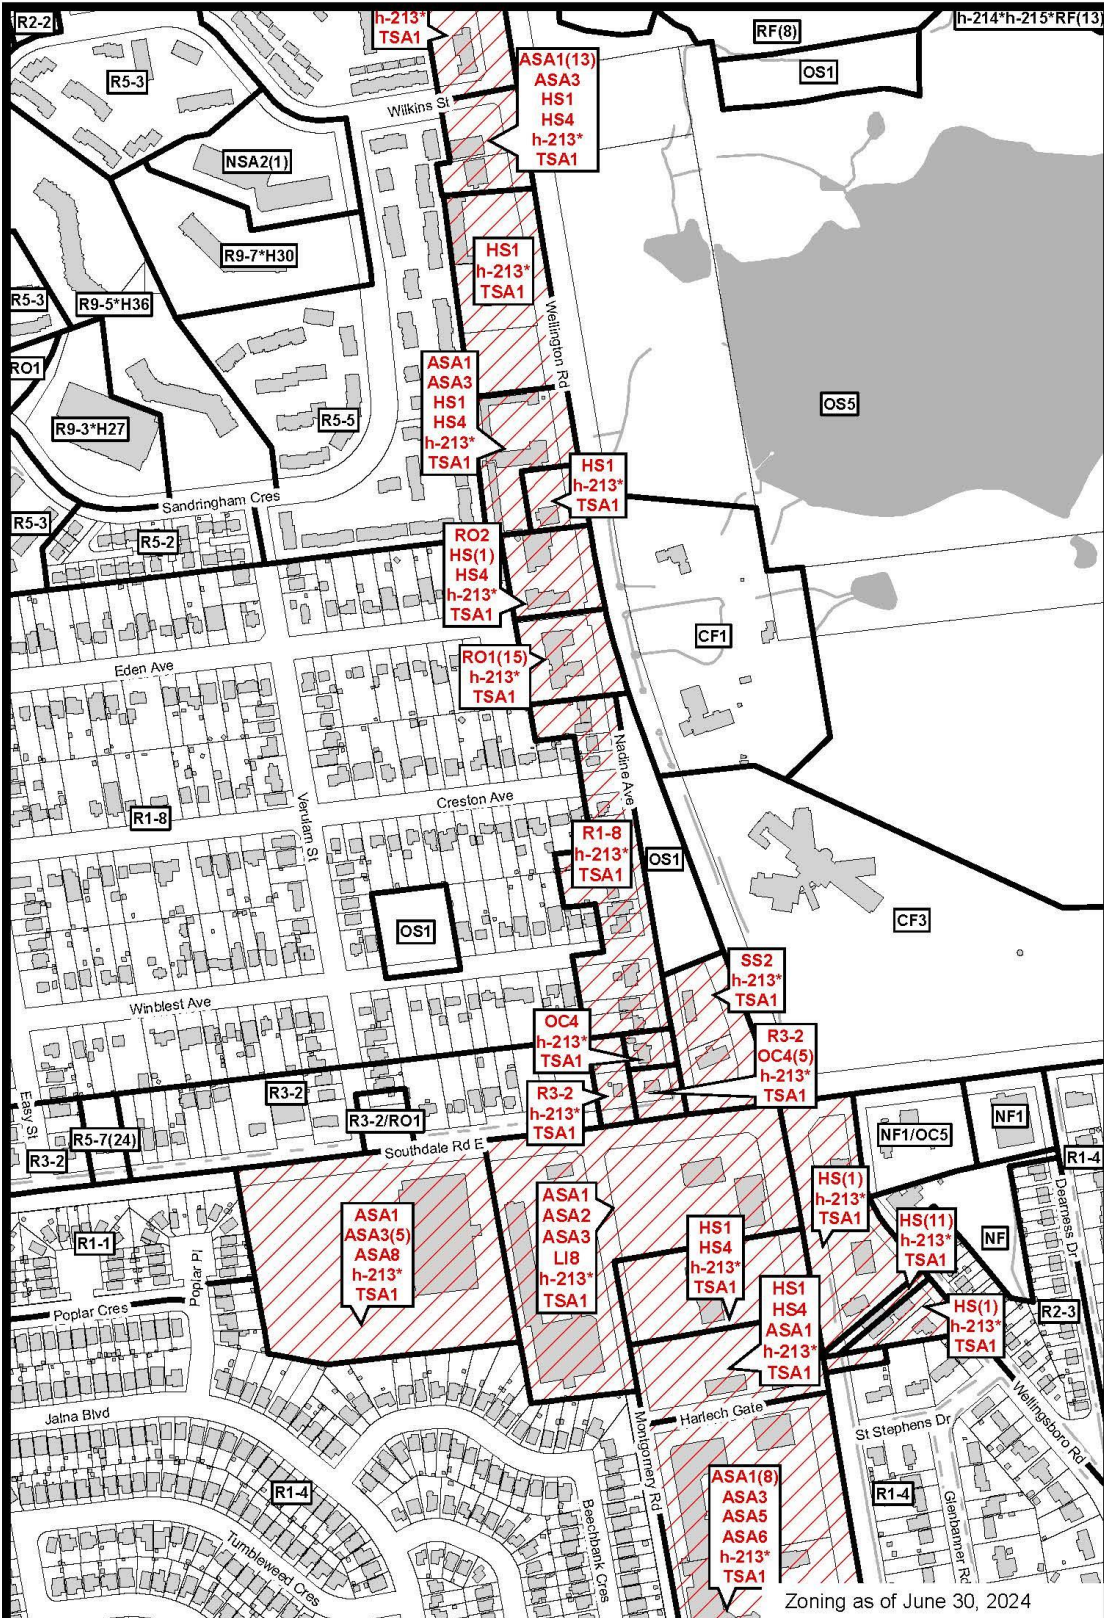 R2-2
h-213*
TSA1
RF(8)
h-214*h-215*RF(13)
OS1
R5-3
ASA1(13)
ASA3
HS1
HS4
h-213*
TSA1
Wilkins St
NSA2(1)
R9-7*H30
HS1
h-213*
TSA1
R5-3
R9-5*H36
Wellington Rd
RO1
ASA1
ASA3
HS1
HS4
h-213*
TSA1
OS5
R9-3*H27
R5-5
HS1
h-213*
TSA1
Sandringham Cres
R5-3
R5-2
RO2
HS(1)
HS4
h-213*
TSA1
CF1
Eden Ave
RO1(15)
h-213*
TSA1
Nadine Ave
Creston Ave
Verulam St
R1-8
R1-8
h-213*
TSA1
OS1
OS1
CF3
SS2
h-213*
TSA1
Winblest Ave
OC4
h-213*
TSA1
R3-2
OC4(5)
h-213*
TSA1
R3-2
R3-2
h-213*
TSA1
Easy St
R3-2/RO1
NF1/OC5
NF1
R5-7(24)
R3-2
Southdale Rd E
R1-4
Dearness Dr
HS(1)
h-213*
TSA1
ASA1
ASA3(5)
ASA8
h-213*
TSA1
ASA1
ASA2
ASA3
LI8
h-213*
TSA1
HS1
HS4
h-213*
TSA1
HS(11)
h-213*
TSA1
NF
R1-1
Poplar Pl
Poplar Cres
HS1
HS4
ASA1
h-213*
TSA1
HS(1)
h-213*
TSA1
R2-3
Jalna Blvd
Montgomery Rd
Harlech Gate
St Stephens Dr
Wellingsboro Rd
R1-4
ASA1(8)
ASA3
ASA5
ASA6
h-213*
TSA1
R1-4
Glenbanner Rd
Tumbleweed Cres
Beechbank Cres
Zoning as of June 30, 2024